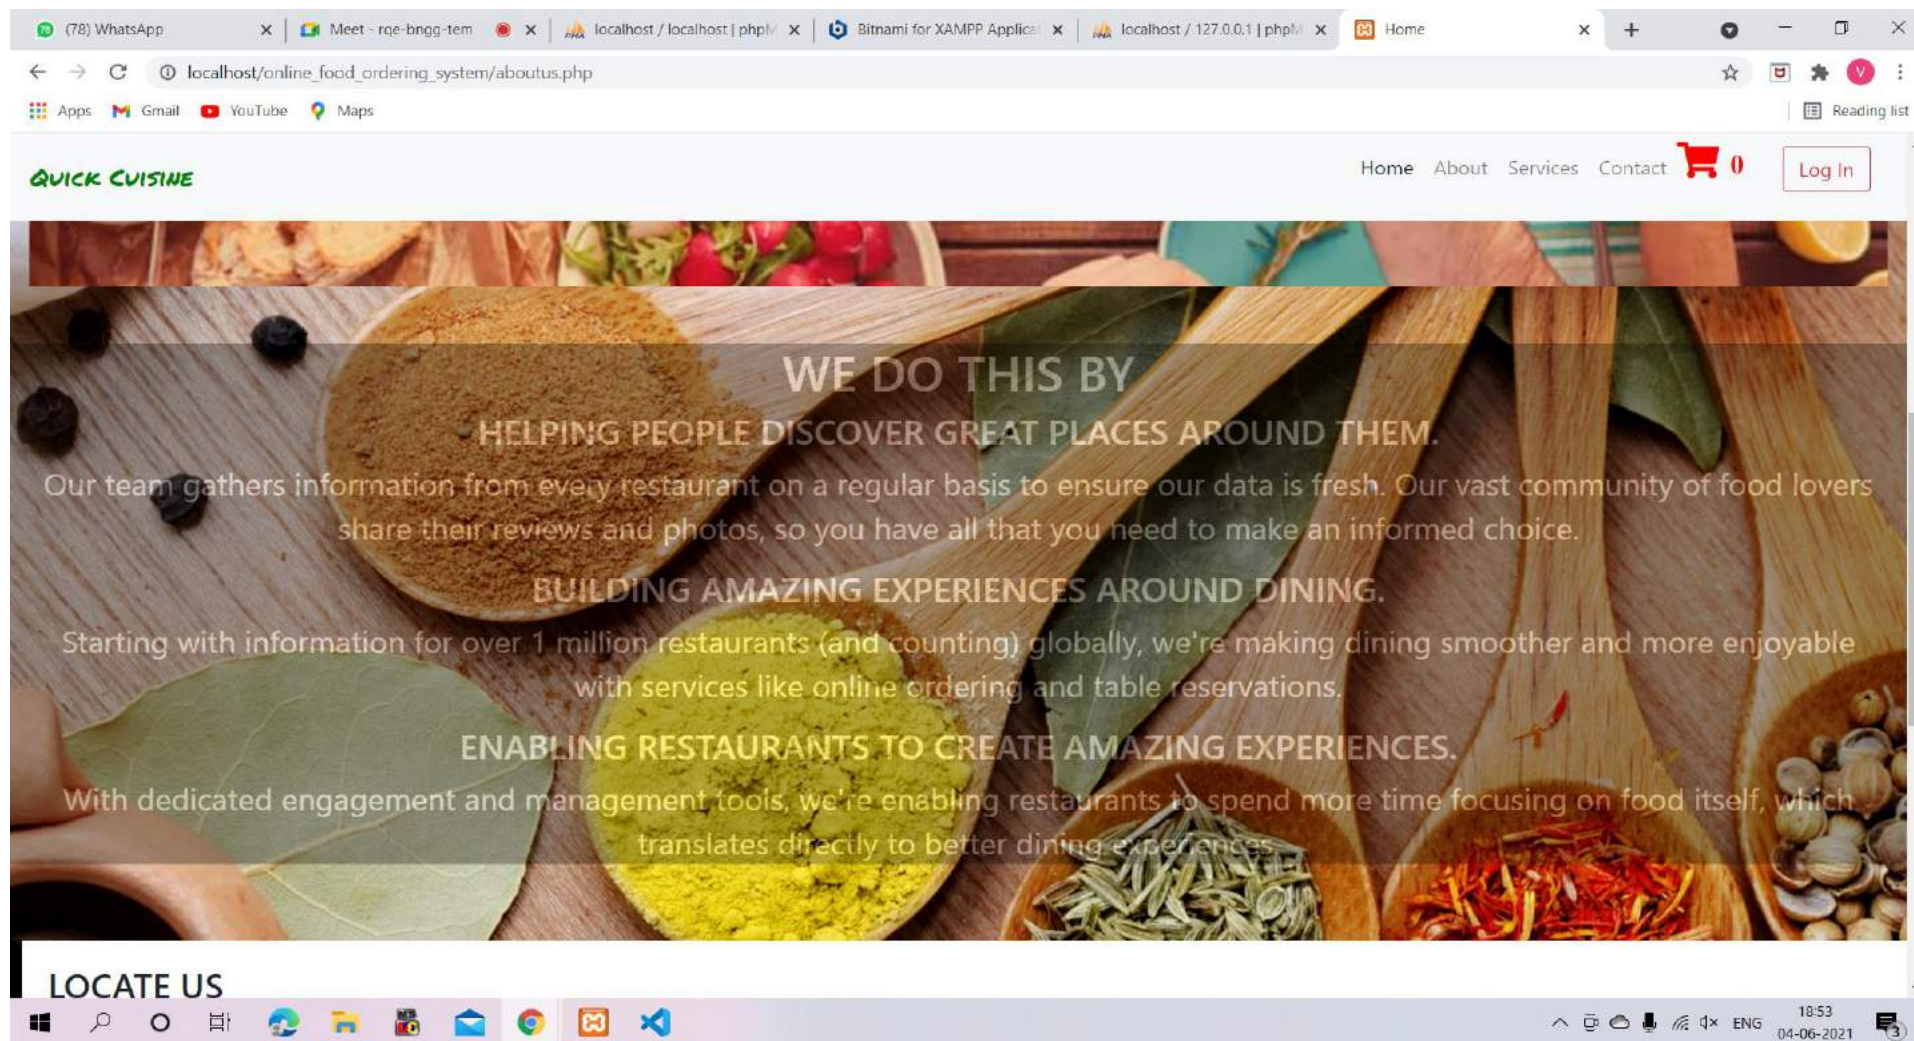 (78) WhatsApp
Meet - rqe-bngg-tem
localhost / localhost | phpM
Bitnami for XAMPP Applicat
localhost / 127.0.0.1 | phpM
Home
localhost/online_food_ordering_system/aboutus.php
V
Apps
Gmail
YouTube
Maps
Reading list
QUICK CUISINE
Home
About
Services
Contact
0
Log In
WE DO THIS BY
HELPING PEOPLE DISCOVER GREAT PLACES AROUND THEM.
Our team gathers information from every restaurant on a regular basis to ensure our data is fresh. Our vast community of food lovers
share their reviews and photos, so you have all that you need to make an informed choice.
BUILDING AMAZING EXPERIENCES AROUND DINING.
Starting with information for over 1 million restaurants (and counting) globally, we're making dining smoother and more enjoyable
with services like online ordering and table reservations.
ENABLING RESTAURANTS TO CREATE AMAZING EXPERIENCES.
With dedicated engagement and management tools, we're enabling restaurants to spend more time focusing on food itself, which
translates directly to better dining experiences
LOCATE US
ENG
18:53
04-06-2021
3